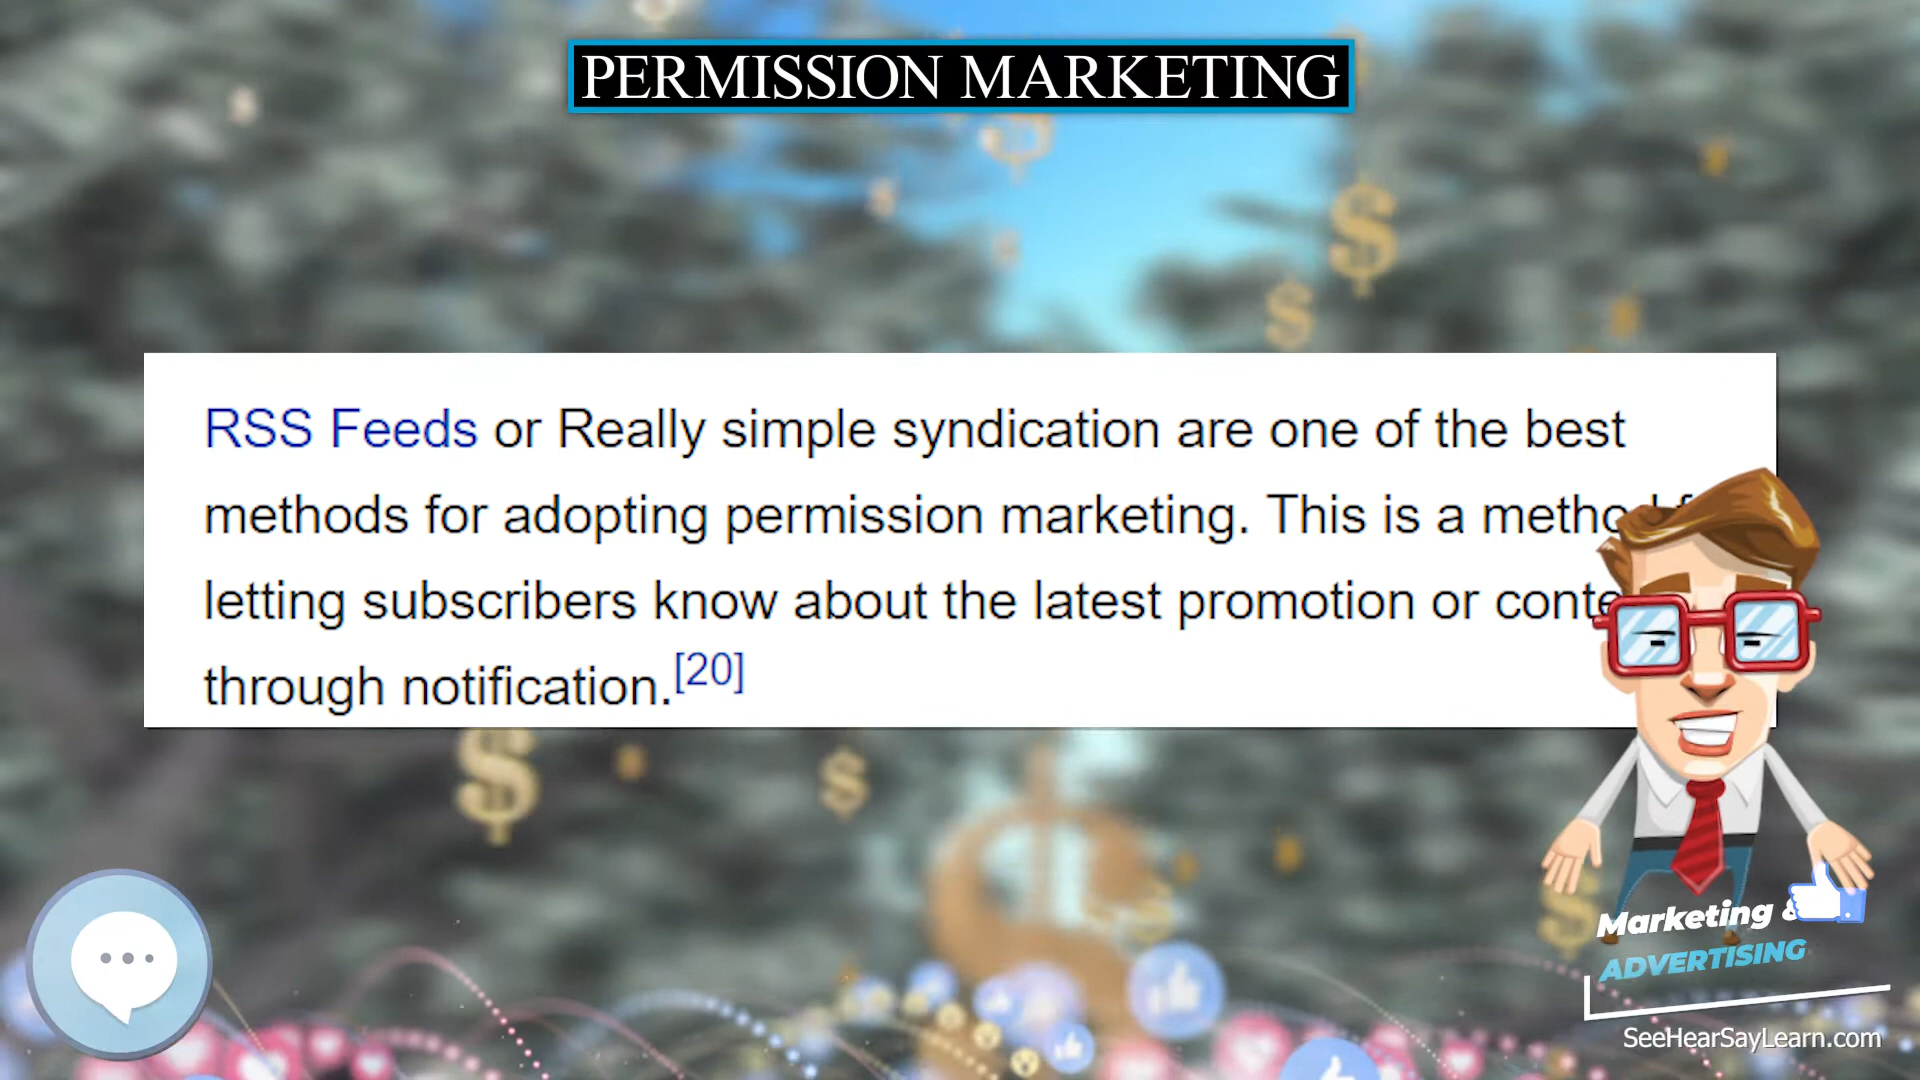 PERMISSION MARKETING
RSS Feeds or Really simple syndication are one of the best
methods for adopting permission marketing. This is a
letting subscribers know about the latest promotion or
through notification.[20]
Marketing &
ADVERTISING
SeeHearSayLearn.com